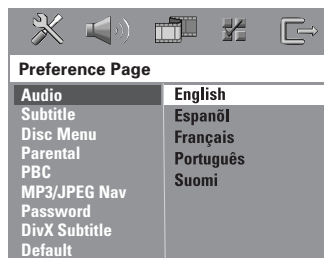 Preference Page
Audio
Subtitle
Disc Menu
Parental
PBC
MP3/JPEG Nav
Password
DivX Subtitle
Default
English
Espanõl
Français
Português
Suomi